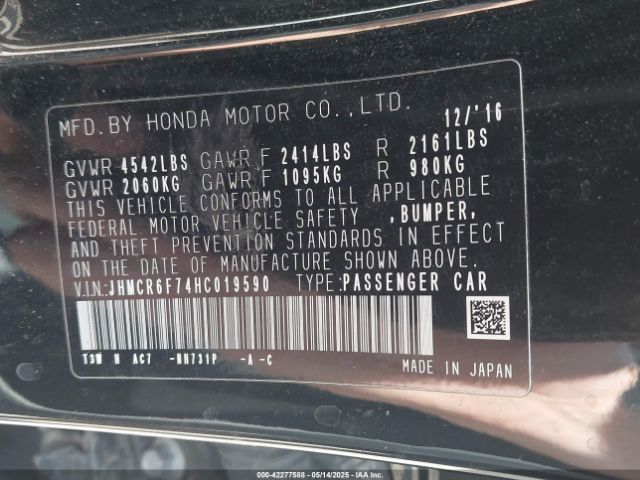 MFD. BY HONDA MOTOR CO.,LTD. 12/'16
GVWR 4542LBS GAWR F 2414LBS R 2161LBS
GVWR 2060KG GAWR F 1095KG R 980KG
THIS VEHICLE CONFORMS TO ALL APPLICABLE
FEDERAL MOTOR VEHICLE SAFETY ,BUMPER,
AND THEFT PREVENTION STANDARDS IN EFFECT
ON THE DATE OF MANUFACTURE SHOWN ABOVE.
V.I.N.:JHMCR6F74HC019590 TYPE:PASSENGER CAR
T3W N AC7 -NH731P -A -C
MADE IN JAPAN
000-42277588 - 05/14/2025 - IAA Inc.